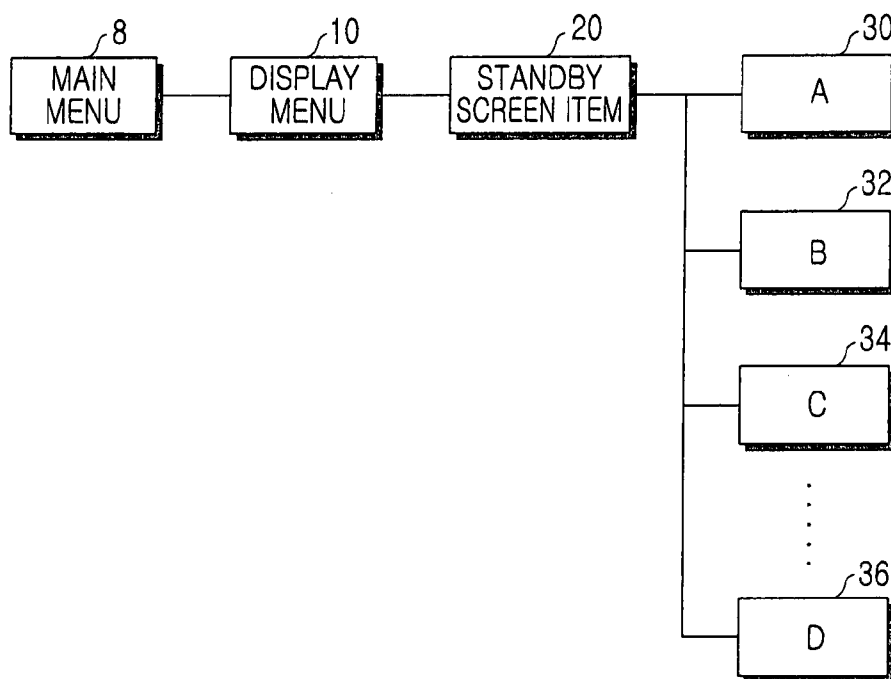 8
10
20
30
MAIN
MENU
DISPLAY
MENU
STANDBY
SCREEN ITEM
A
32
B
34
C
36
D